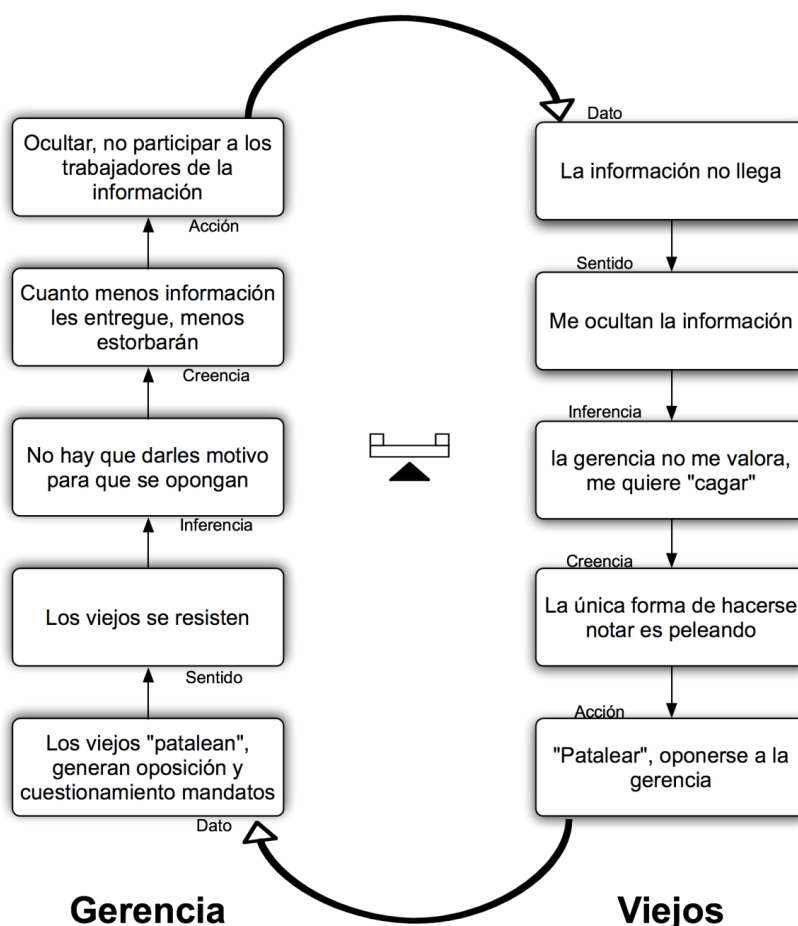 Ocultar, no participar a los
trabajadores de la
información
Acción
Cuanto menos información
les entregue, menos
estorbarán
Creencia
No hay que darles motivo
para que se opongan
Inferencia
Los viejos se resisten
Sentido
Los viejos "patalean",
generan oposición y
cuestionamiento mandatos
Dato
Gerencia
Dato
La información no llega
Sentido
Me ocultan la información
Inferencia
la gerencia no me valora,
me quiere "cagar"
Creencia
La única forma de hacerse
notar es peleando
Acción
"Patalear", oponerse a la
gerencia
Viejos